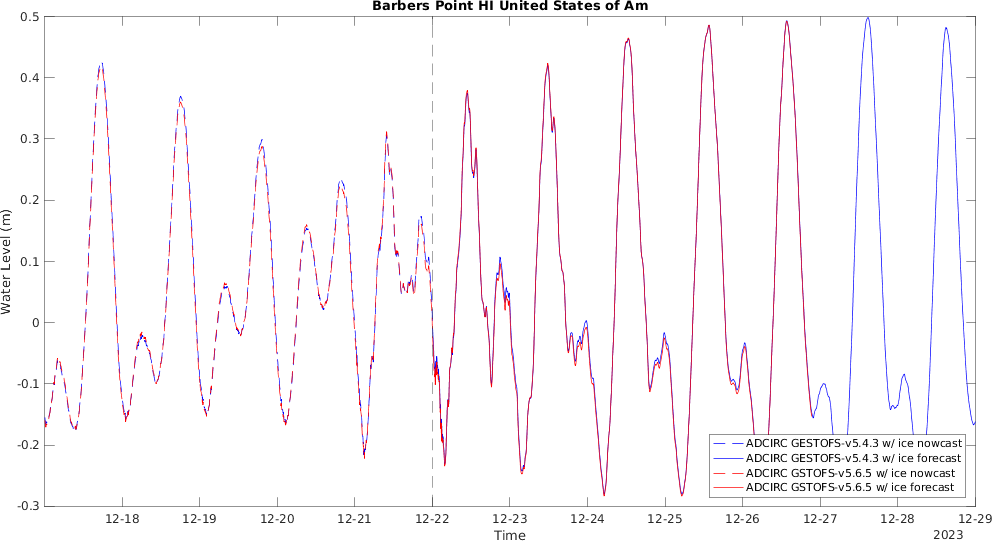 Barbers Point HI United States of Am
Water Level (m)
0.5
0.4
0.3
0.2
0.1
0
-0.1
-0.2
-0.3
ADCIRC GESTOFS-v5.4.3 w/ ice nowcast
ADCIRC GESTOFS-v5.4.3 w/ ice forecast
ADCIRC GSTOFS-v5.6.5 w/ ice nowcast
ADCIRC GSTOFS-v5.6.5 w/ ice forecast
12-18 12-19 12-20 12-21 12-22 12-23 12-24 12-25 12-26 12-27 12-28 12-29
Time
2023